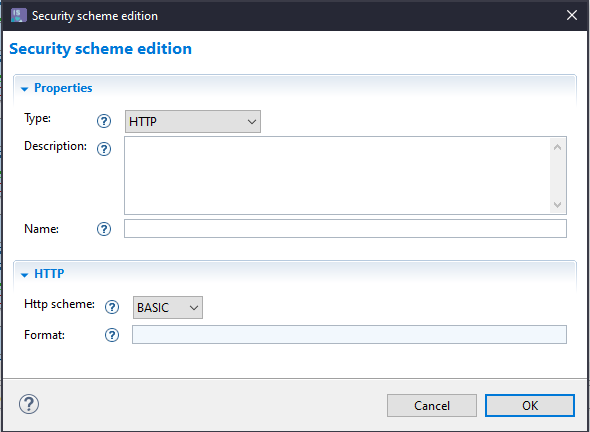 Security scheme edition
Security scheme edition
Properties
Type: ? HTTP
Description: ?
Name: ?
HTTP
Http scheme: ? BASIC
Format: ?
? Cancel OK